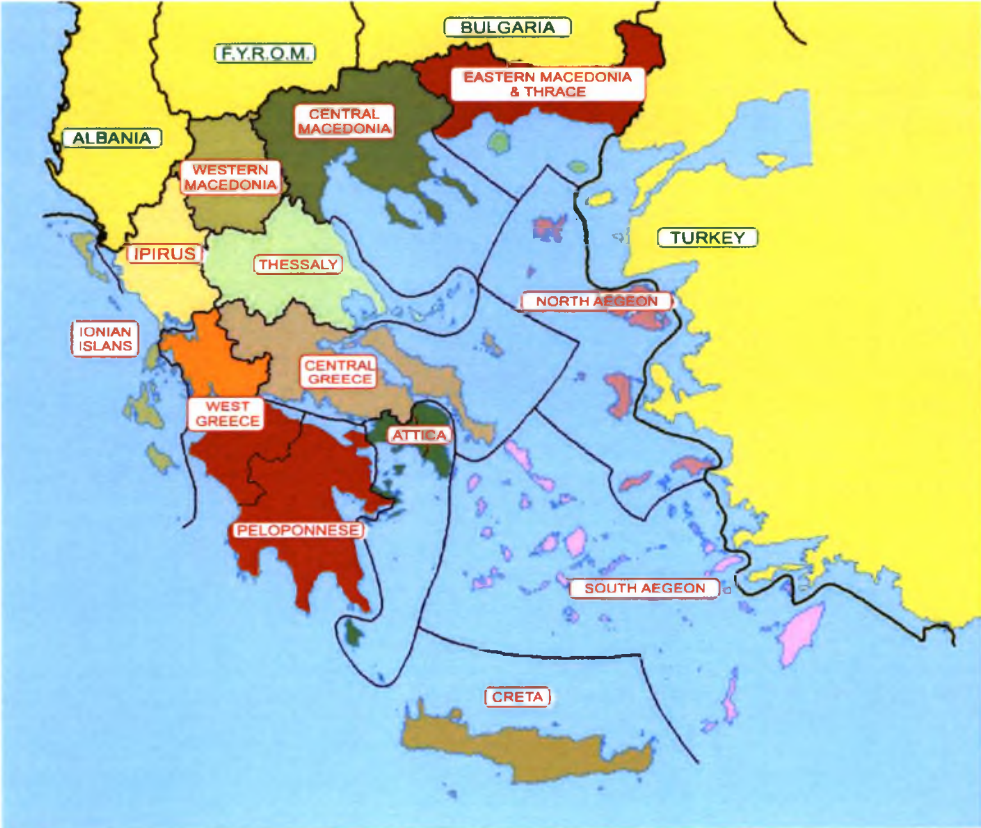 BULGARIA
F.Y.R.O.M.
EASTERN MACEDONIA
& THRACE
CENTRAL
MACEDONIA
ALBANIA
WESTERN
MACEDONIA
TURKEY
IPIRUS
THESSALY
NORTH AEGEON
IONIAN
ISLANS
CENTRAL
GREECE
WEST
GREECE
ATTICA
PELOPONNESE
SOUTH AEGEON
CRETA